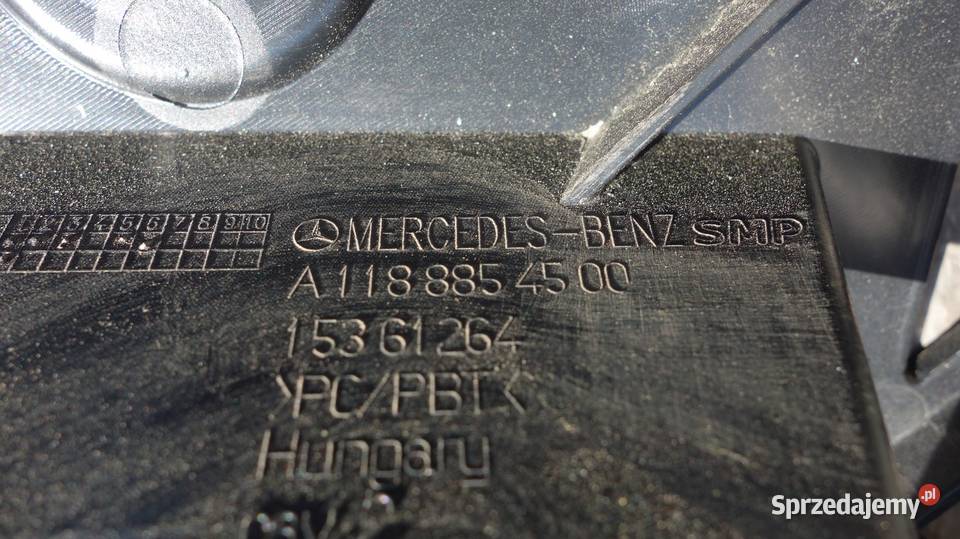 1 2 3 4 5 6 7 8 9 10
MERCEDES-BENZ SMP
A 118 885 45 00
15361264
>PC/PBT<
Hungary
Sprzedajemy.pl